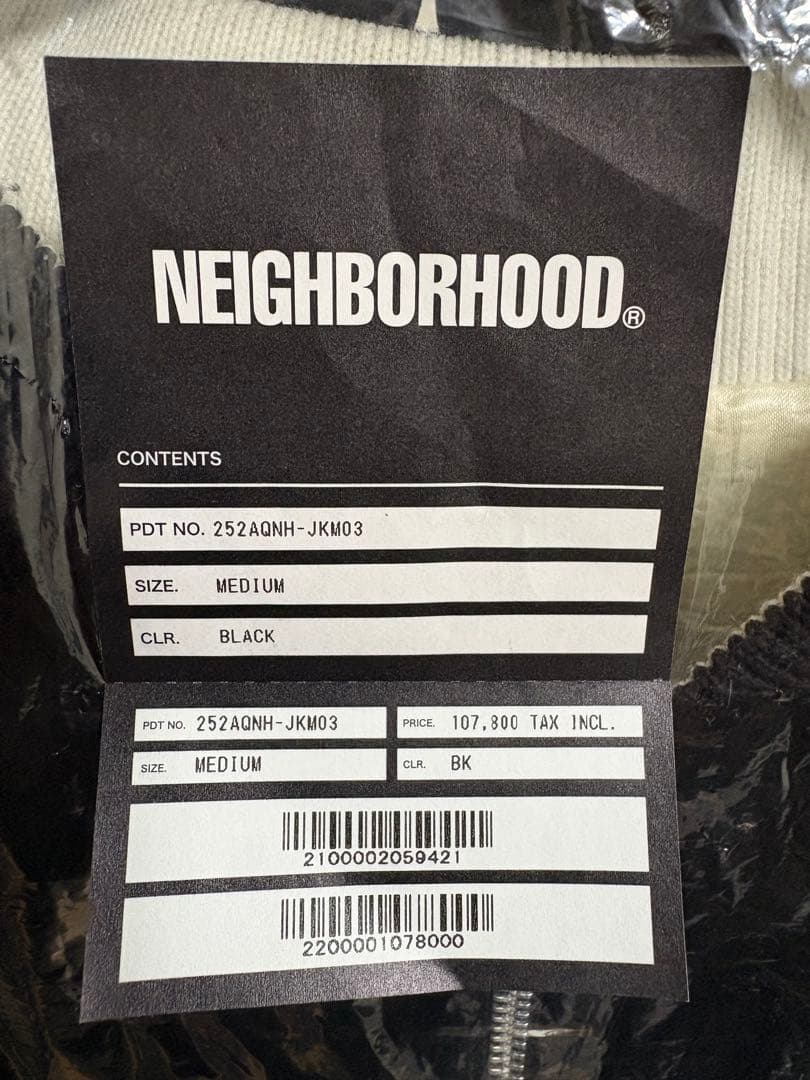 NEIGHBORHOOD®
CONTENTS
PDT NO. 252AQNH-JKM03
SIZE. MEDIUM
CLR. BLACK
PDT NO. 252AQNH-JKM03 PRICE. 107,800 TAX INCL.
SIZE. MEDIUM CLR. BK
2100002059421
2200001078000